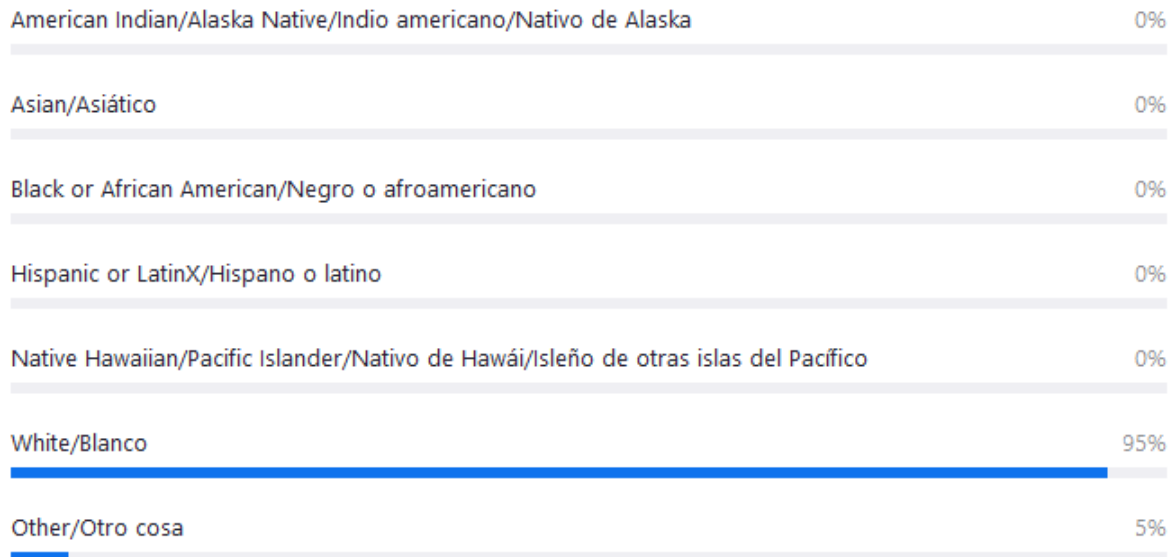 American Indian/Alaska Native/Indio americano/Nativo de Alaska 0%
Asian/Asiático 0%
Black or African American/Negro o afroamericano 0%
Hispanic or LatinX/Hispano o latino 0%
Native Hawaiian/Pacific Islander/Nativo de Hawái/Isleño de otras islas del Pacífico 0%
White/Blanco 95%
Other/Otro cosa 5%